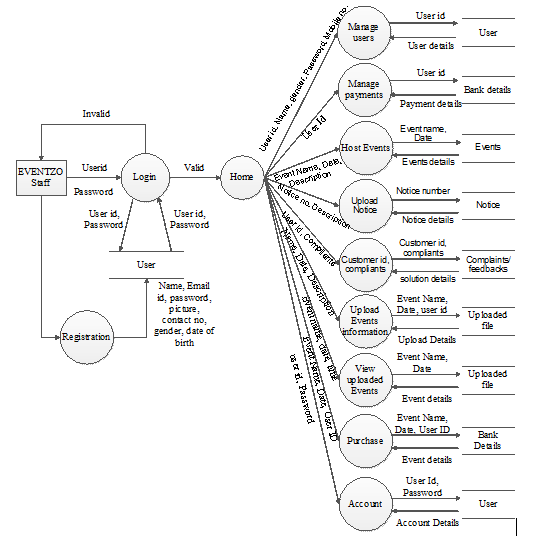 Invalid
EVENTZO
Staff
Userid
Password
Login
Valid
Home
User id,
Password
User id,
Password
User
Registration
Name, Email
id, password,
picture,
contact no,
gender, date of
birth
User id, Name, gender, Password, Mobile no.
User Id
Event Name, Date,
Description
Notice no, Description
User id, Compliants
Name, Date, Description
Event name, date, time
Event Name, Date, User ID
user id, Password
Manage
users
User id
User details
User
Manage
payments
User id
Payment details
Bank details
Host Events
Event name,
Date
Events details
Events
Upload
Notice
Notice number
Notice details
Notice
Customer id,
compliants
Customer id,
compliants
solution details
Complaints/
feedbacks
Upload
Events
information
Event Name,
Date, user id
Upload Details
Uploaded
file
View
uploaded
Events
Event Name,
Date
Event details
Uploaded
file
Purchase
Event Name,
Date, User ID
Event details
Bank
Details
Account
User Id,
Password
Account Details
User